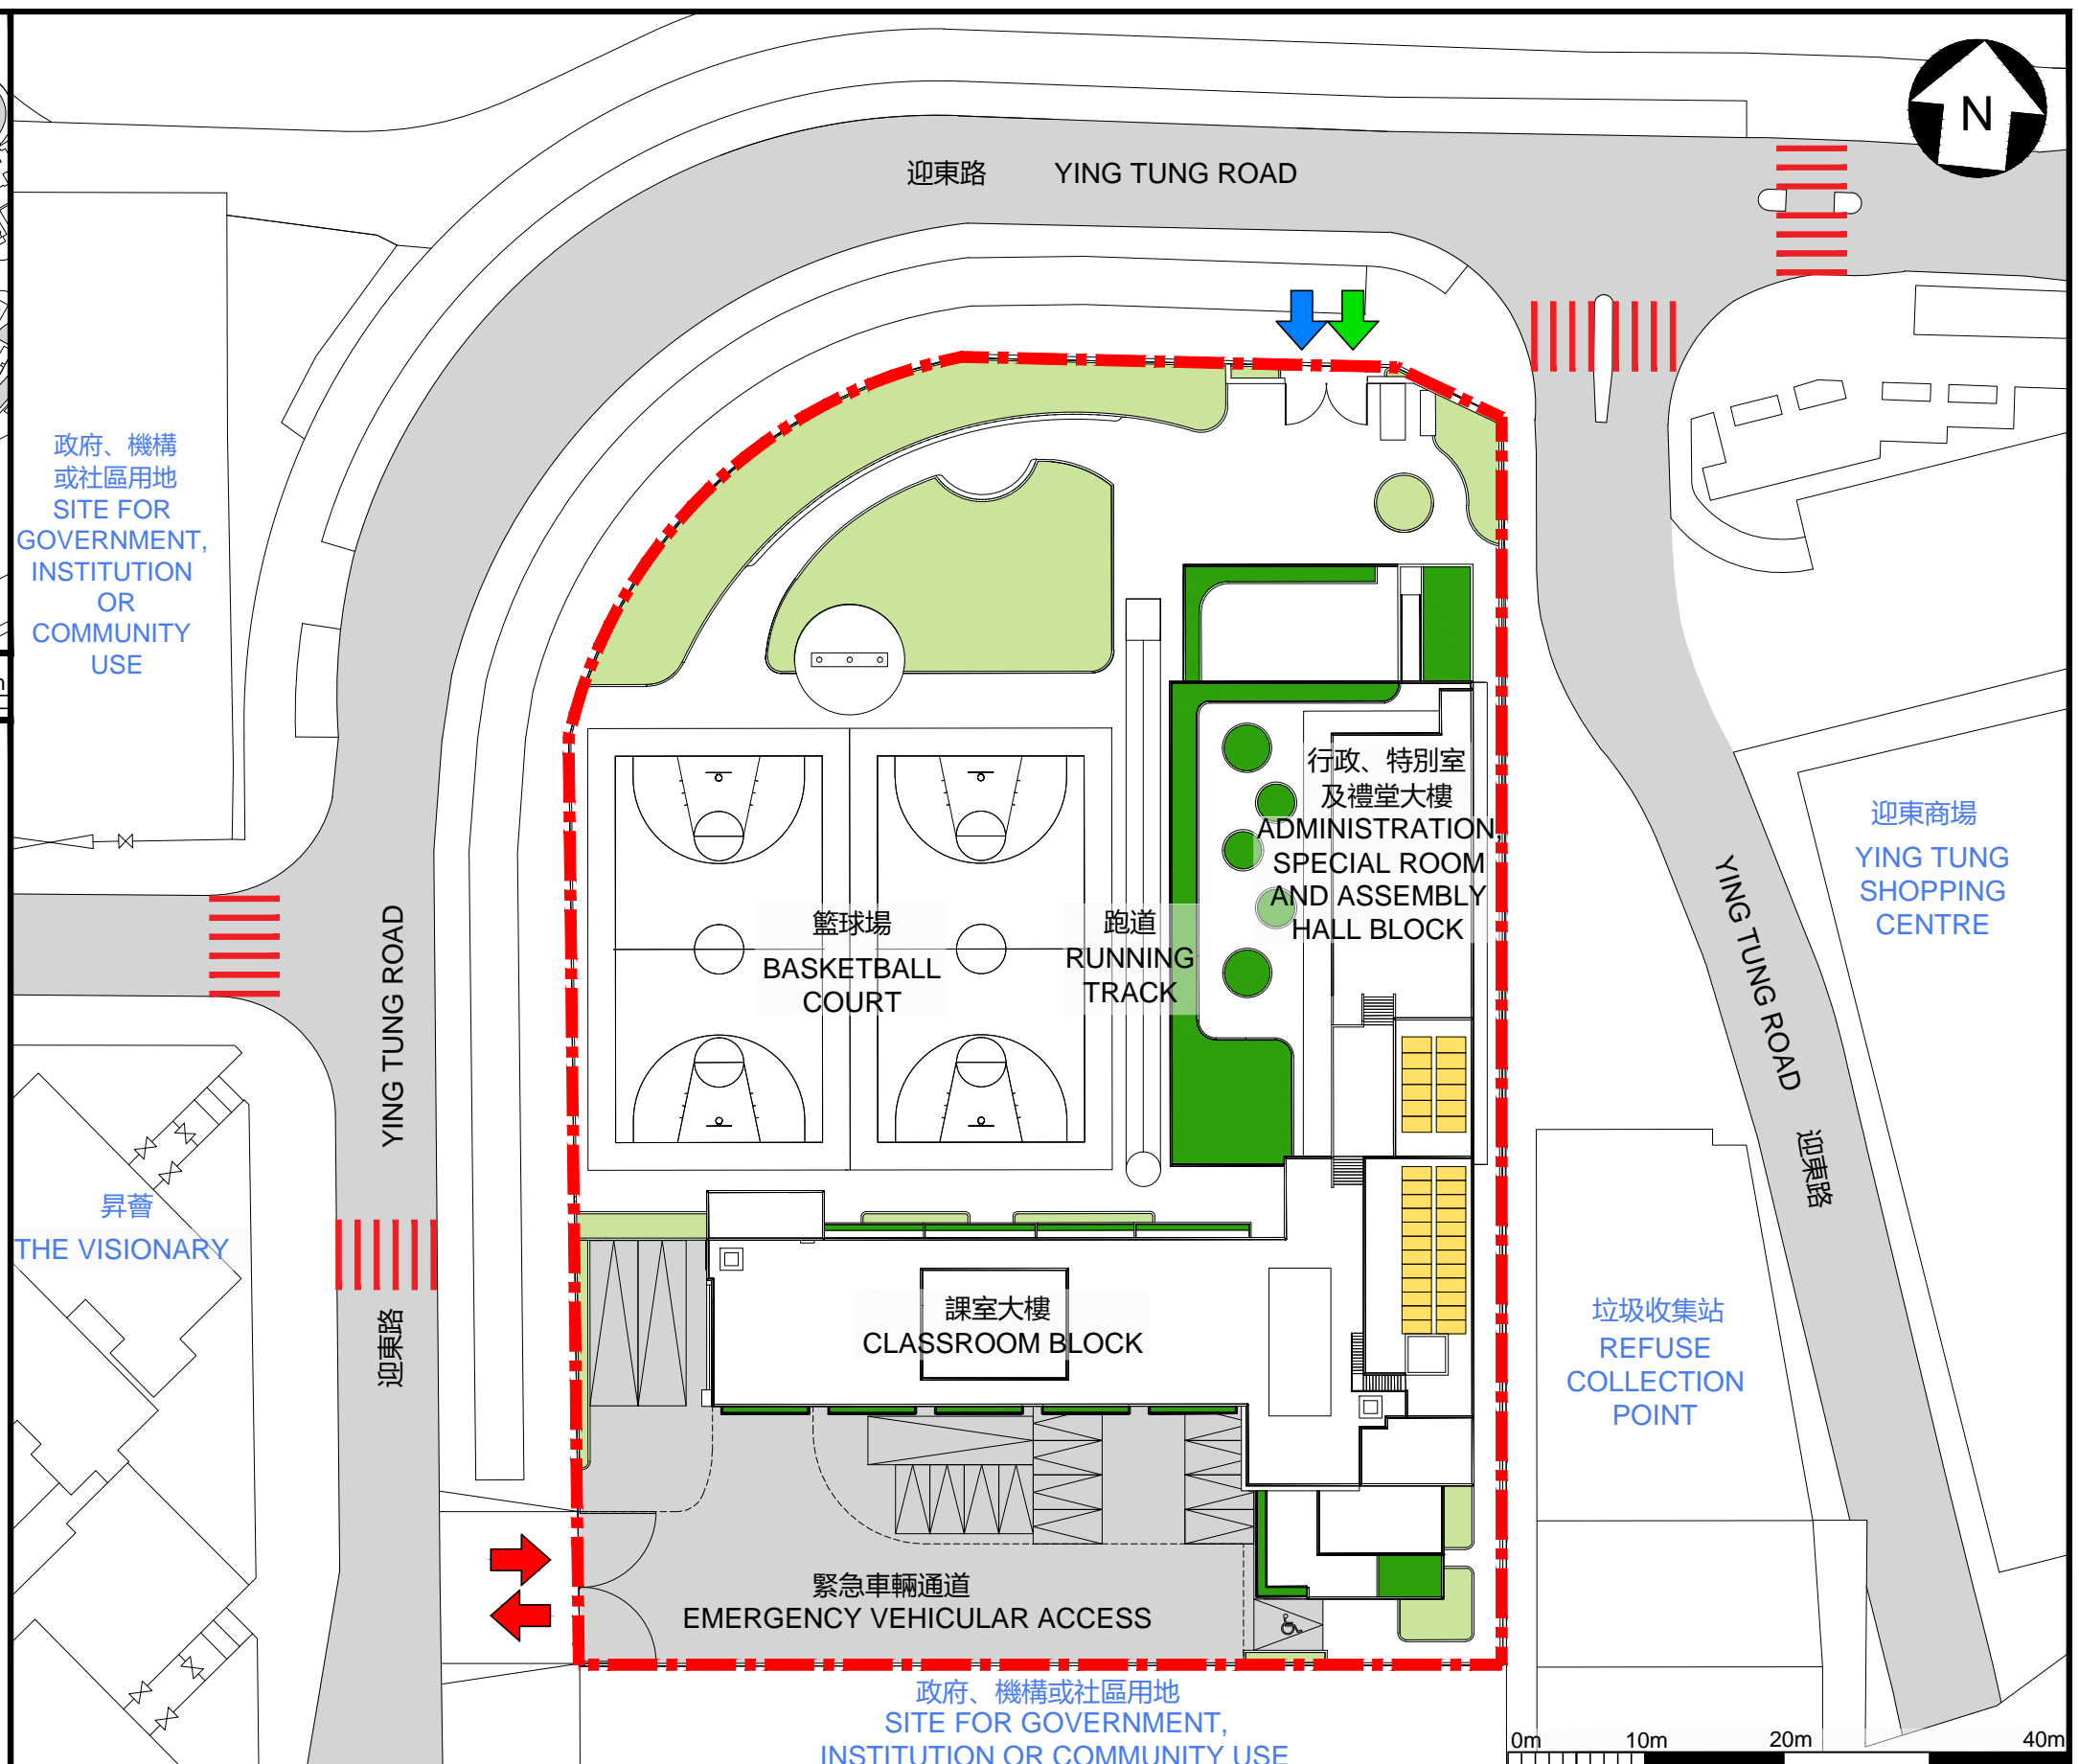 N
迎東路 YING TUNG ROAD
政府、機構
或社區用地
SITE FOR
GOVERNMENT,
INSTITUTION
OR
COMMUNITY
USE
行政、特別室
及禮堂大樓
ADMINISTRATION,
SPECIAL ROOM
AND ASSEMBLY
HALL BLOCK
迎東商場
YING TUNG
SHOPPING
CENTRE
籃球場
BASKETBALL
COURT
跑道
RUNNING
TRACK
YING TUNG ROAD
迎東路
YING TUNG ROAD
迎東路
昇薈
THE VISIONARY
課室大樓
CLASSROOM BLOCK
垃圾收集站
REFUSE
COLLECTION
POINT
緊急車輛通道
EMERGENCY VEHICULAR ACCESS
政府、機構或社區用地
SITE FOR GOVERNMENT,
INSTITUTION OR COMMUNITY USE
0m 10m 20m 40m